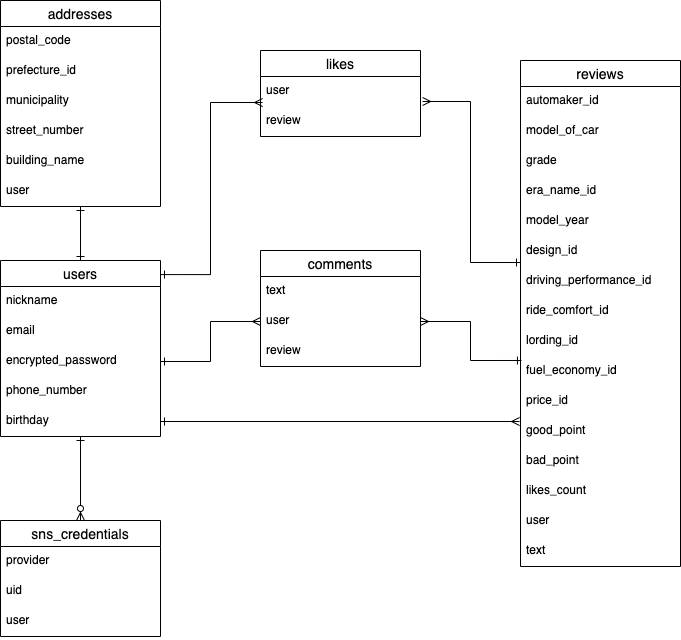 addresses
postal_code
prefecture_id
municipality
street_number
building_name
user
users
nickname
email
encrypted_password
phone_number
birthday
sns_credentials
provider
uid
user
likes
user
review
comments
text
user
review
reviews
automaker_id
model_of_car
grade
era_name_id
model_year
design_id
driving_performance_id
ride_comfort_id
lording_id
fuel_economy_id
price_id
good_point
bad_point
likes_count
user
text